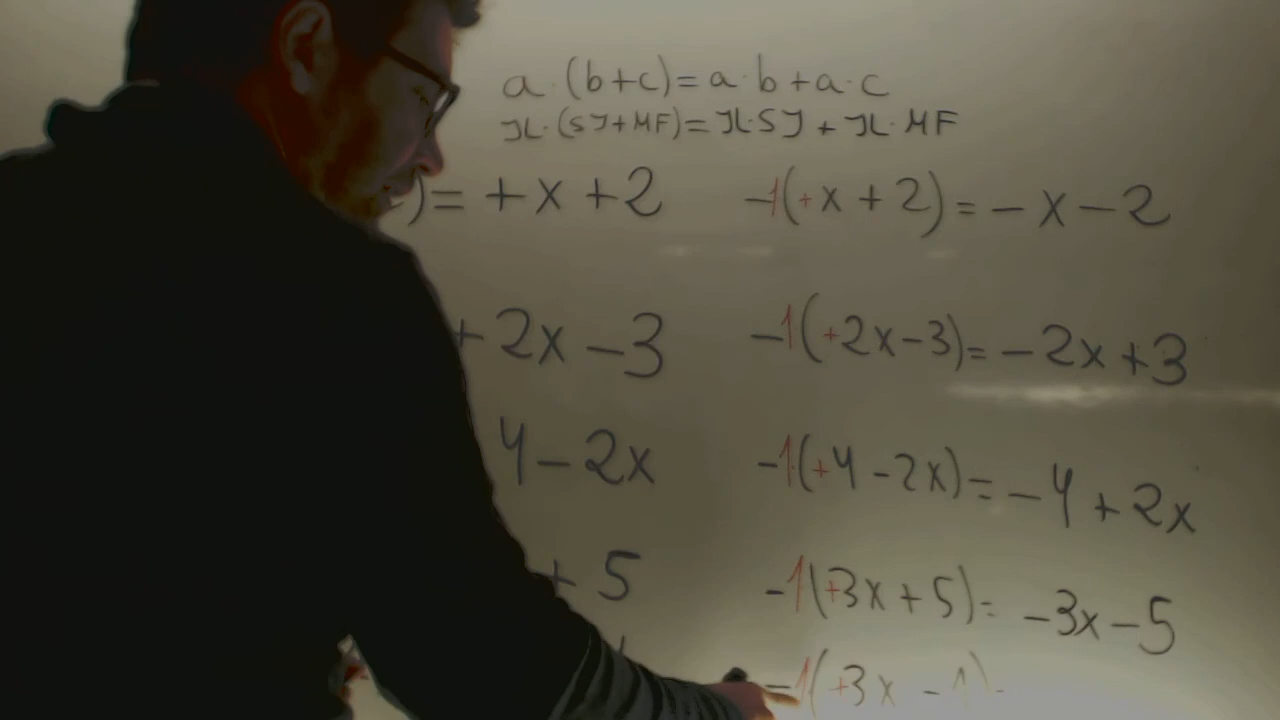 a·(b+c)=a·b+a·c
JL·(SJ+MF)=JL·SJ+JL·MF
)=+x+2 -1(+x+2)=-x-2
+2x-3 -1(+2x-3)=-2x+3
4-2x -1(+4-2x)=-4+2x
+5 -1(+3x+5)=-3x-5
-1(+3x-1)=